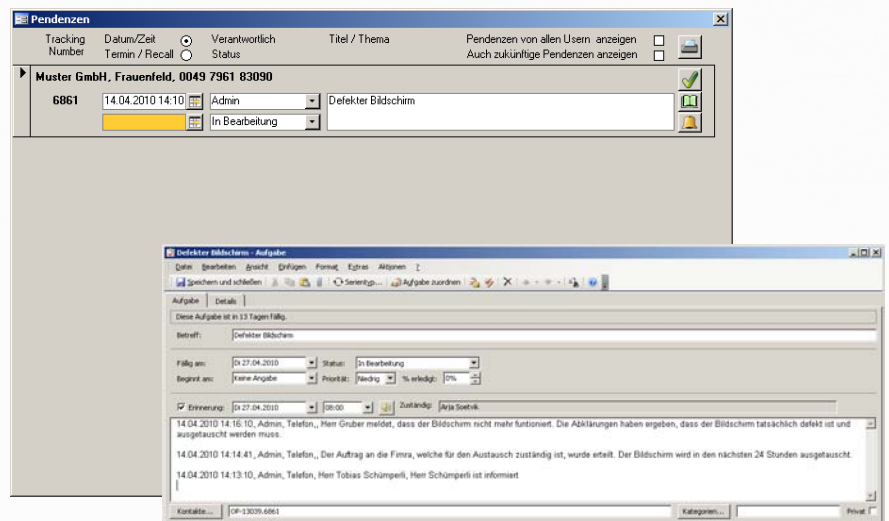 Pendenzen
Tracking Number
Datum/Zeit
Termin / Recall
Verantwortlich
Status
Titel / Thema
Pendenzen von allen Usern anzeigen
Auch zukünftige Pendenzen anzeigen
Muster GmbH, Frauenfeld, 0049 7961 83090
6861 14.04.2010 14:10 Admin Defekter Bildschirm
In Bearbeitung
Defekter Bildschirm - Aufgabe
Datei Bearbeiten Ansicht Einfügen Format Extras Aktionen ?
Speichern und schließen Serientyp... Aufgabe zuordnen
Aufgabe Details
Diese Aufgabe ist in 13 Tagen fällig.
Betreff: Defekter Bildschirm
Fällig am: Di 27.04.2010 Status: In Bearbeitung
Beginnt am: Keine Angabe Priorität: Niedrig % erledigt: 0%
Erinnerung: Di 27.04.2010 08:00 Zuständig: Arja Soetvik
14.04.2010 14:16:10, Admin, Telefon,, Herr Gruber meldet, dass der Bildschirm nicht mehr funtioniert. Die Abklärungen haben ergeben, dass der Bildschirm tatsächlich defekt ist und
ausgetauscht werden muss.
14.04.2010 14:14:41, Admin, Telefon,, Der Auftrag an die Fimra, welche für den Austausch zuständig ist, wurde erteilt. Der Bildschirm wird in den nächsten 24 Stunden ausgetauscht.
14.04.2010 14:13:10, Admin, Telefon, Herr Tobias Schümperli, Herr Schümperli ist informiert
Kontakte... OP-13039.6861 Kategorien... Privat